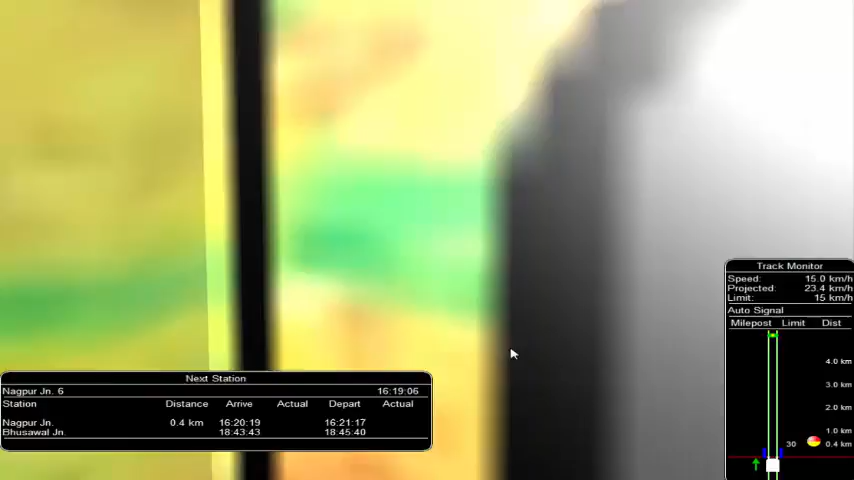 Next Station
Nagpur Jn. 6 16:19:06
Station Distance Arrive Actual Depart Actual
Nagpur Jn. 0.4 km 16:20:19 16:21:17
Bhusawal Jn. 18:43:43 18:45:40
Track Monitor
Speed: 15.0 km/h
Projected: 23.4 km/h
Limit: 15 km/h
Auto Signal
Milepost Limit Dist
4.0 km
3.0 km
2.0 km
1.0 km
30 0.4 km